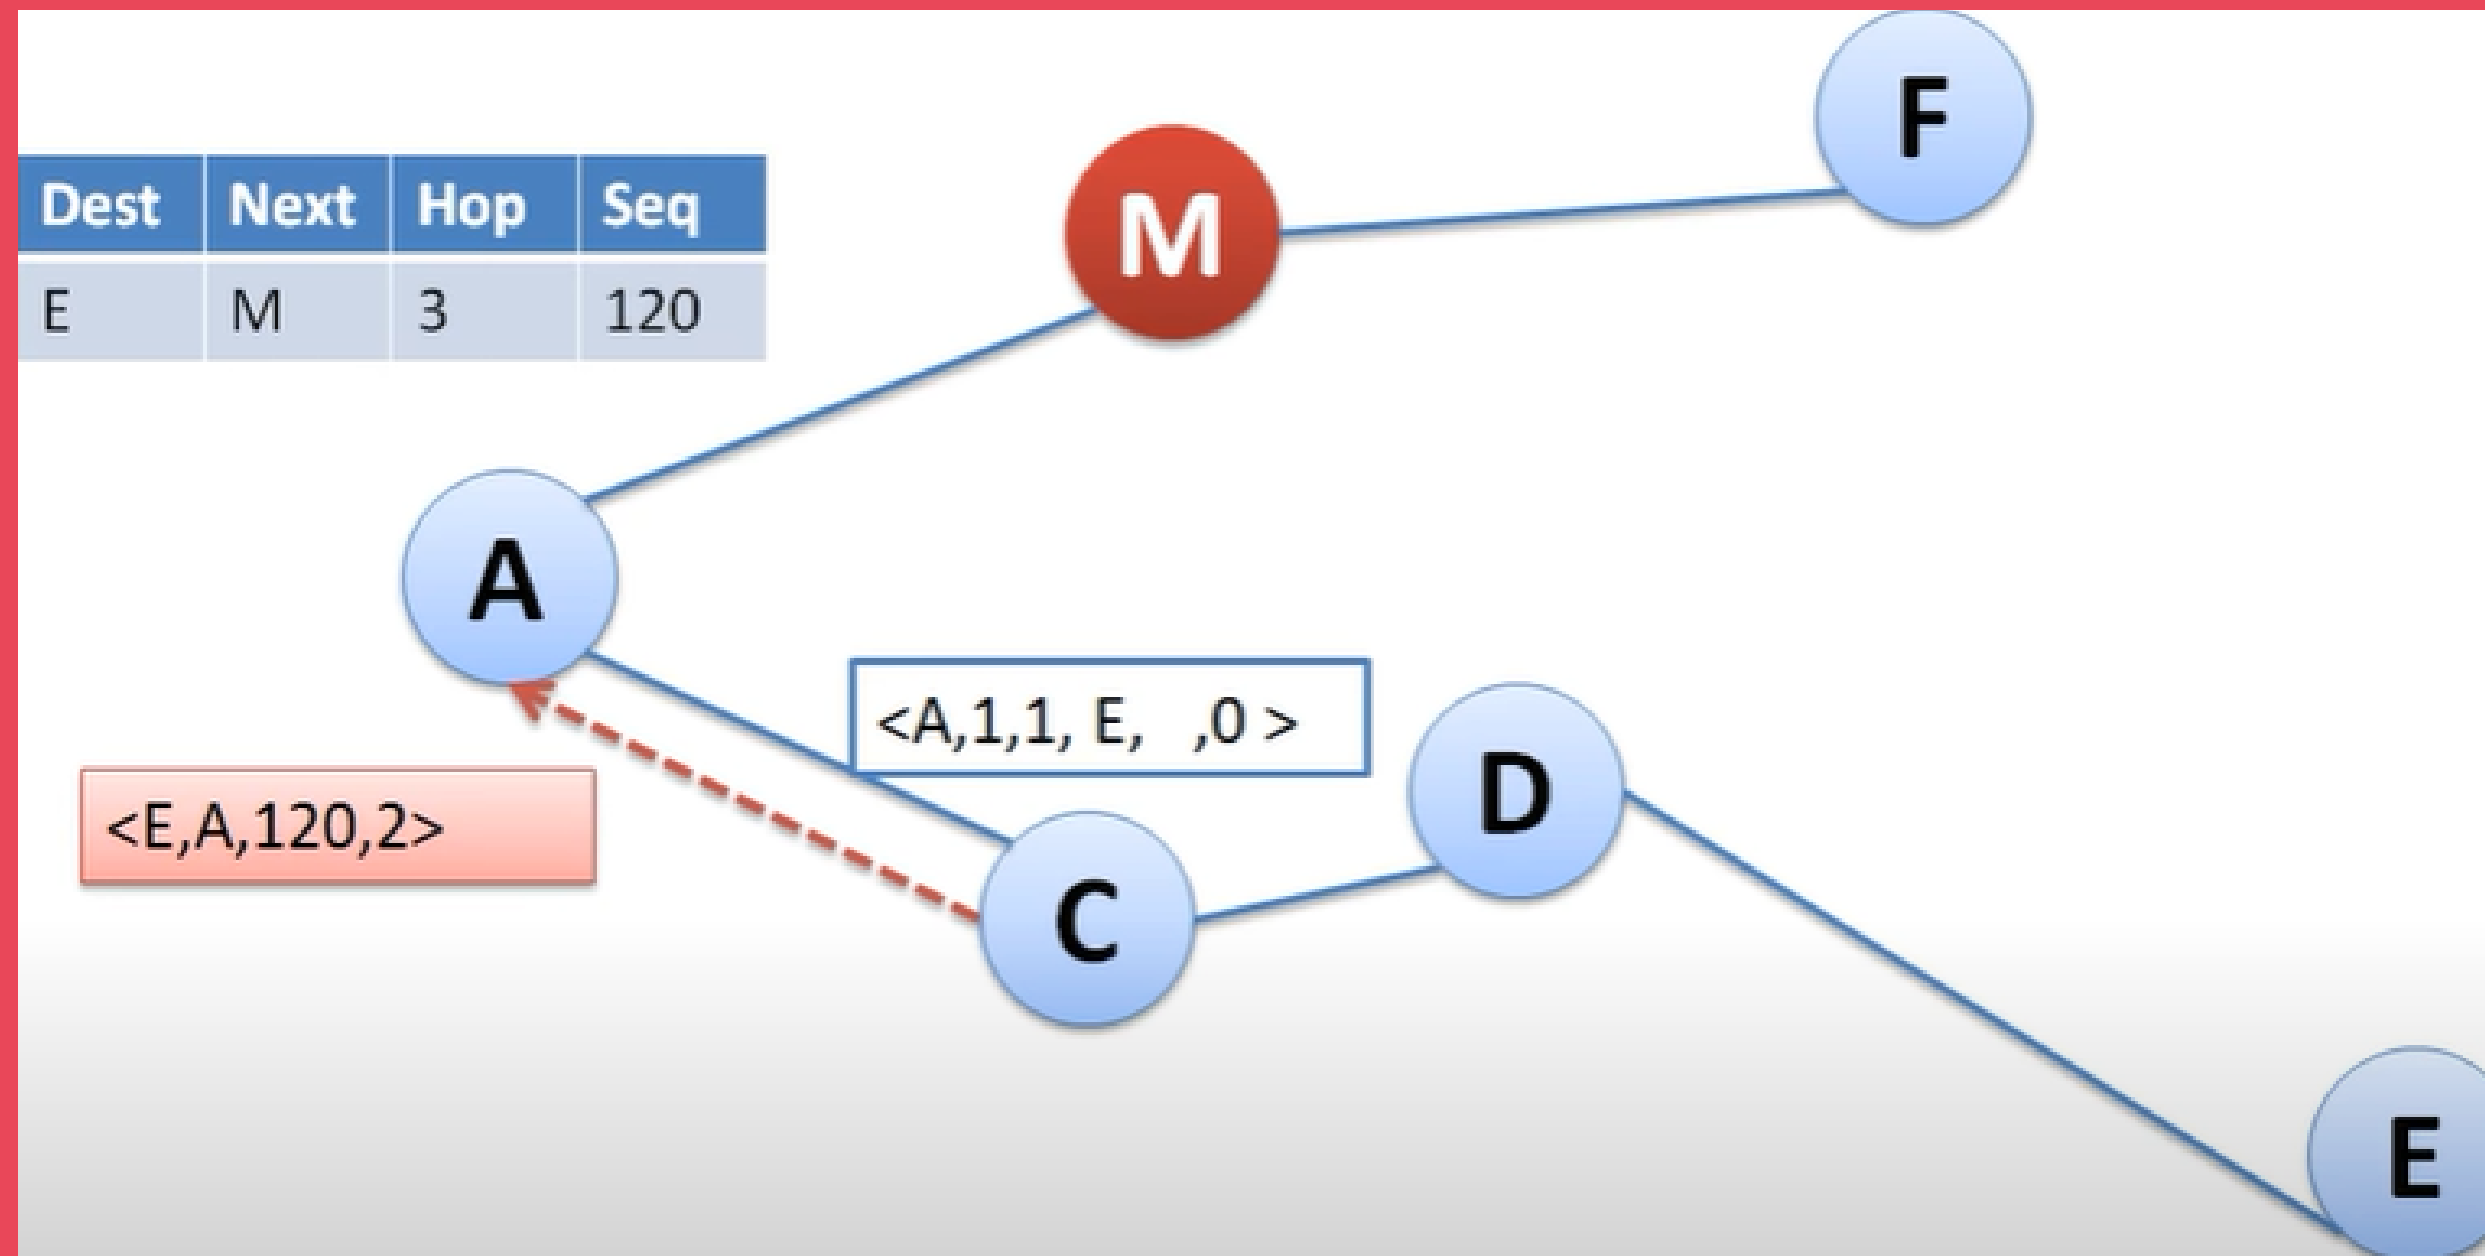 F
M
Dest Next Hop Seq
E M 3 120
A
<A,1,1, E, ,0 >
D
<E,A,120,2>
C
E